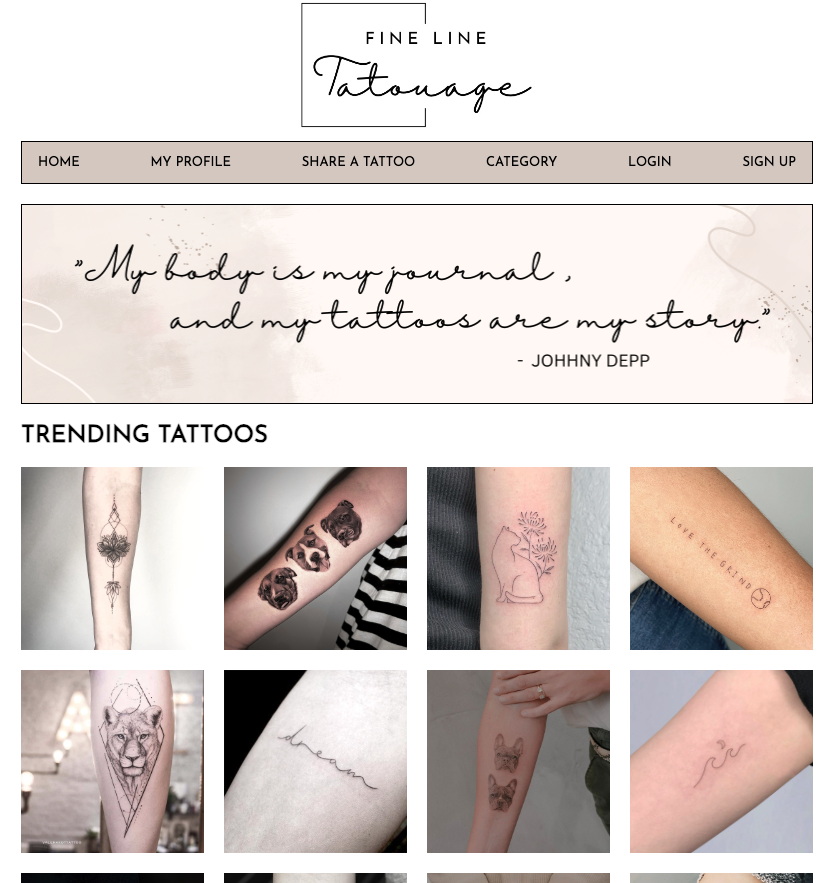 FINE LINE
Tatouage
HOME MY PROFILE SHARE A TATTOO CATEGORY LOGIN SIGN UP
"My body is my journal ,
and my tattoos are my story."
- JOHHNY DEPP
TRENDING TATTOOS
LOVE THE GRIND
dream